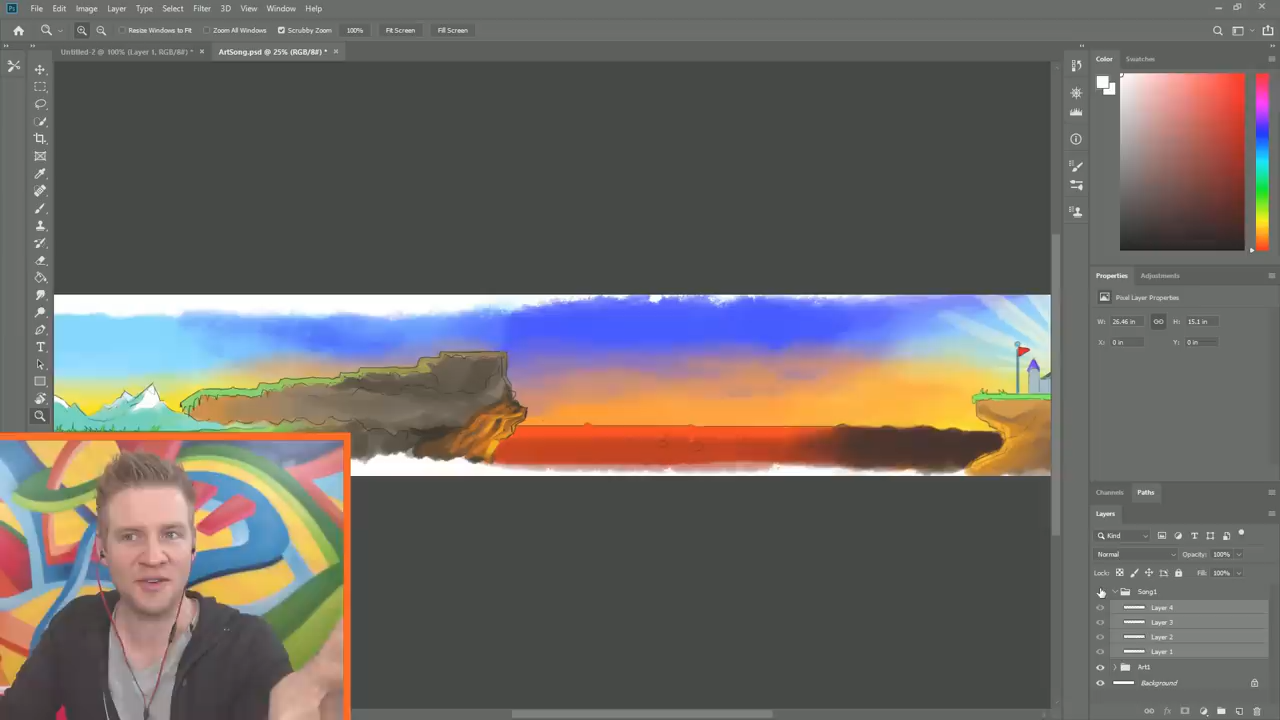 Ps File Edit Image Layer Type Select Filter 3D View Window Help
Resize Windows to Fit Zoom All Windows Scrubby Zoom 100% Fit Screen Fill Screen
Untitled-2 @ 100% (Layer 1, RGB/8#) * × ArtSong.psd @ 25% (RGB/8#) * ×
Color Swatches
Properties Adjustments
Pixel Layer Properties
W: 26.46 in H: 15.1 in
X: 0 in Y: 0 in
Channels Paths
Layers
Kind
Normal Opacity: 100%
Lock: Fill: 100%
Song1
Layer 4
Layer 3
Layer 2
Layer 1
Art1
Background